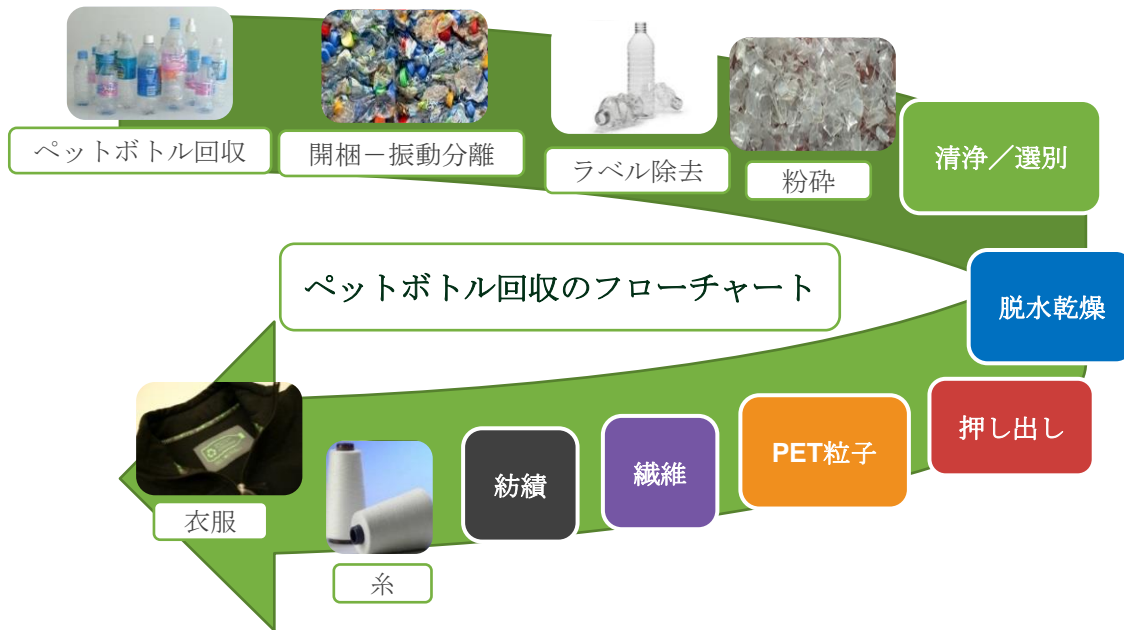 ペットボトル回収
開梱－振動分離
ラベル除去
粉砕
清浄／選別
ペットボトル回収のフローチャート
脱水乾燥
押し出し
PET粒子
繊維
紡績
糸
衣服